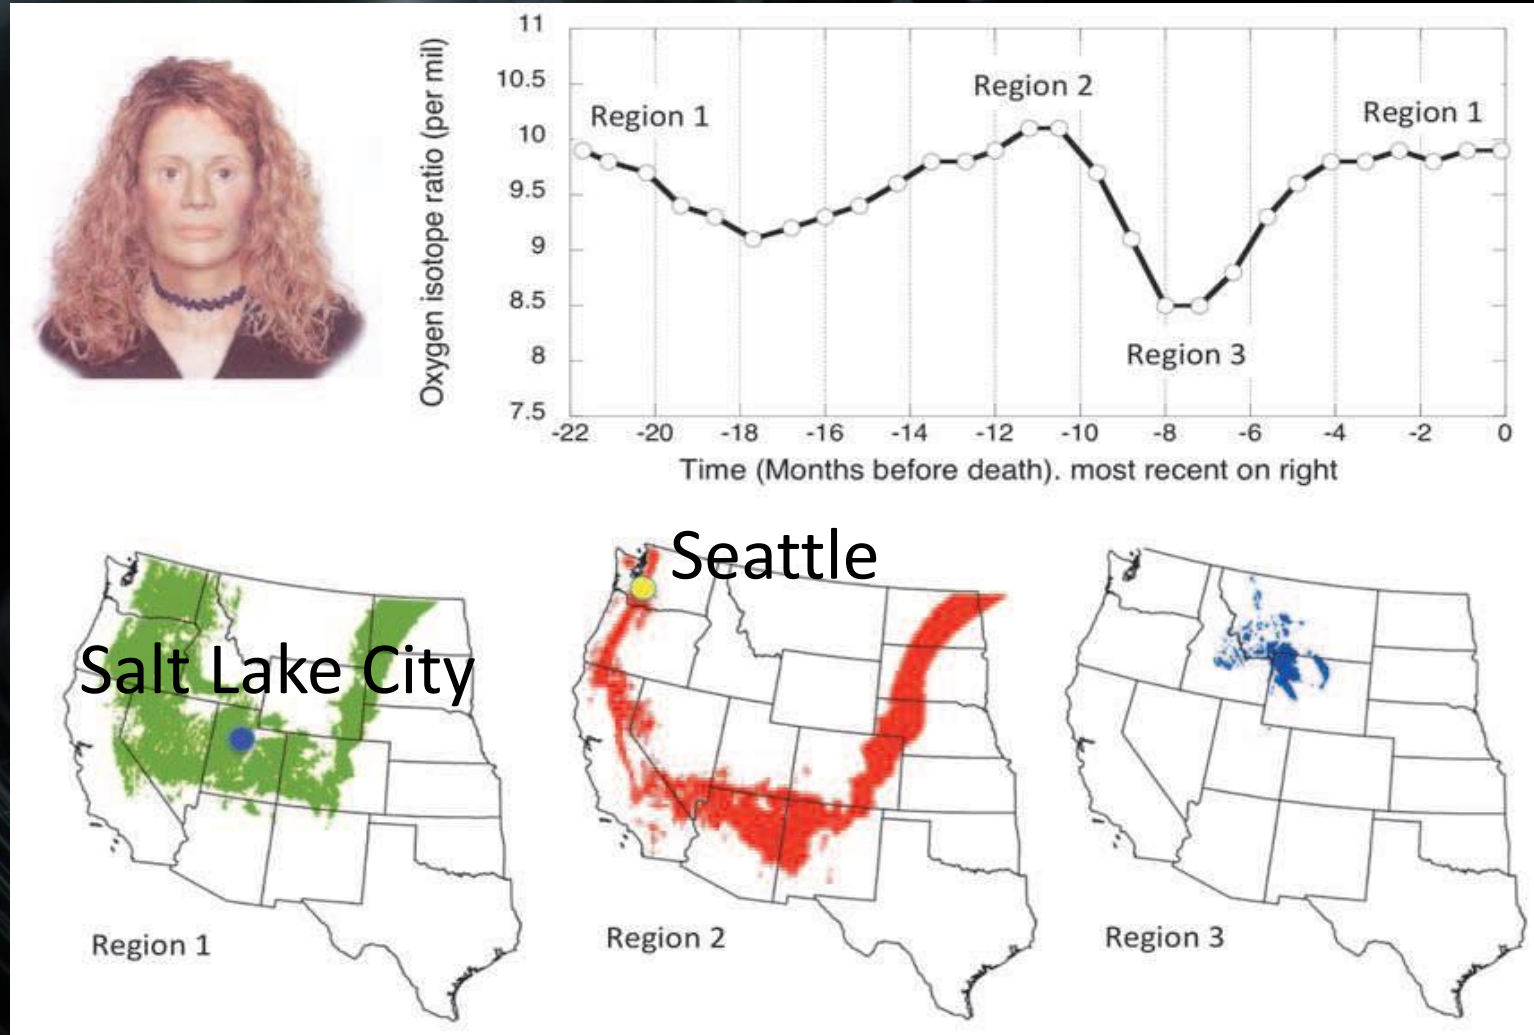 Oxygen isotope ratio (per mil)
11
10.5
10
9.5
9
8.5
8
7.5
Region 1
Region 2
Region 1
Region 3
-22 -20 -18 -16 -14 -12 -10 -8 -6 -4 -2 0
Time (Months before death). most recent on right
Seattle
Salt Lake City
Region 1
Region 2
Region 3